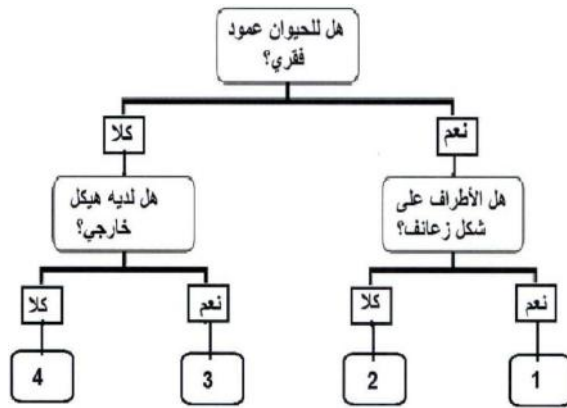 هل للحيوان عمود
فقري؟
نعم
كلا
هل الأطراف على
شكل زعانف؟
هل لديه هيكل
خارجي؟
نعم
كلا
نعم
كلا
1
2
3
4